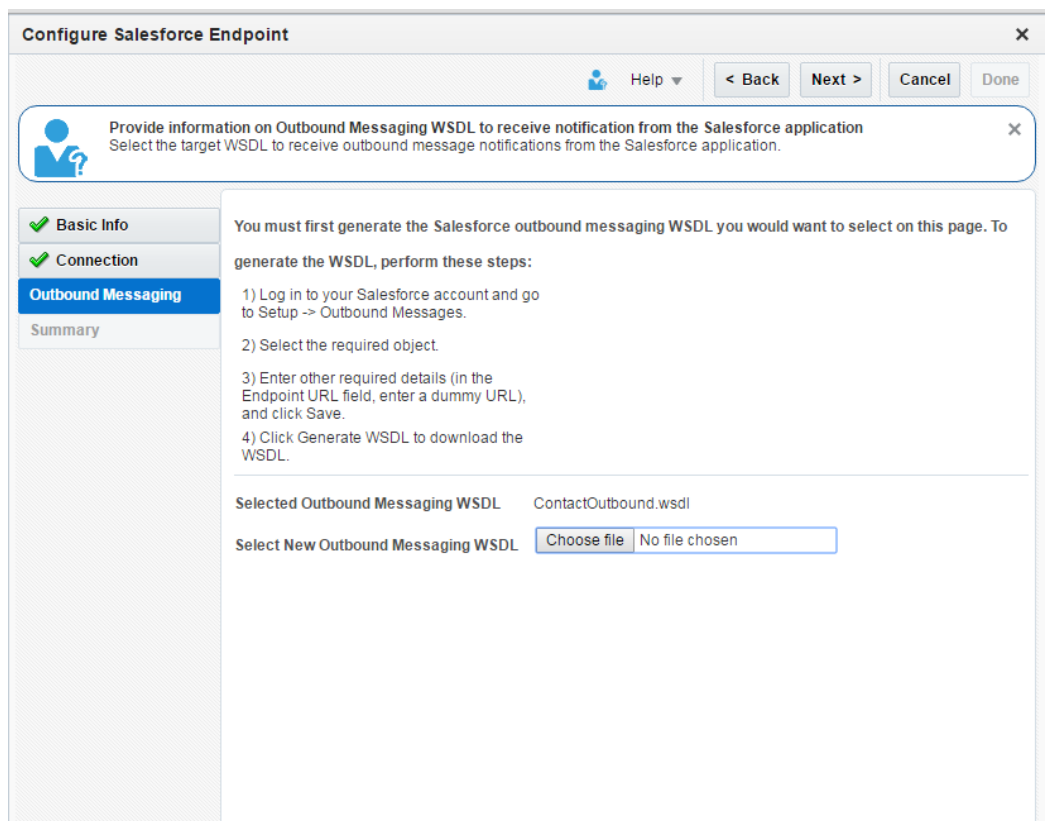 Configure Salesforce Endpoint
Help
< Back
Next >
Cancel
Done
Provide information on Outbound Messaging WSDL to receive notification from the Salesforce application
Select the target WSDL to receive outbound message notifications from the Salesforce application.
Basic Info
Connection
Outbound Messaging
Summary
You must first generate the Salesforce outbound messaging WSDL you would want to select on this page. To
generate the WSDL, perform these steps:
1) Log in to your Salesforce account and go
to Setup -> Outbound Messages.
2) Select the required object.
3) Enter other required details (in the
Endpoint URL field, enter a dummy URL),
and click Save.
4) Click Generate WSDL to download the
WSDL.
Selected Outbound Messaging WSDL ContactOutbound.wsdl
Select New Outbound Messaging WSDL Choose file No file chosen